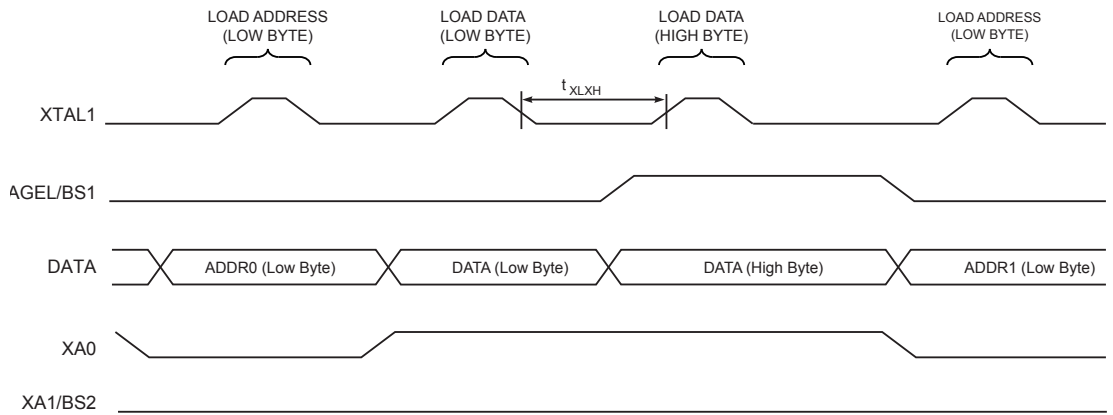 LOAD ADDRESS
(LOW BYTE)
LOAD DATA
(LOW BYTE)
LOAD DATA
(HIGH BYTE)
LOAD ADDRESS
(LOW BYTE)
t XLXH
XTAL1
AGEL/BS1
DATA
ADDR0 (Low Byte)
DATA (Low Byte)
DATA (High Byte)
ADDR1 (Low Byte)
XA0
XA1/BS2